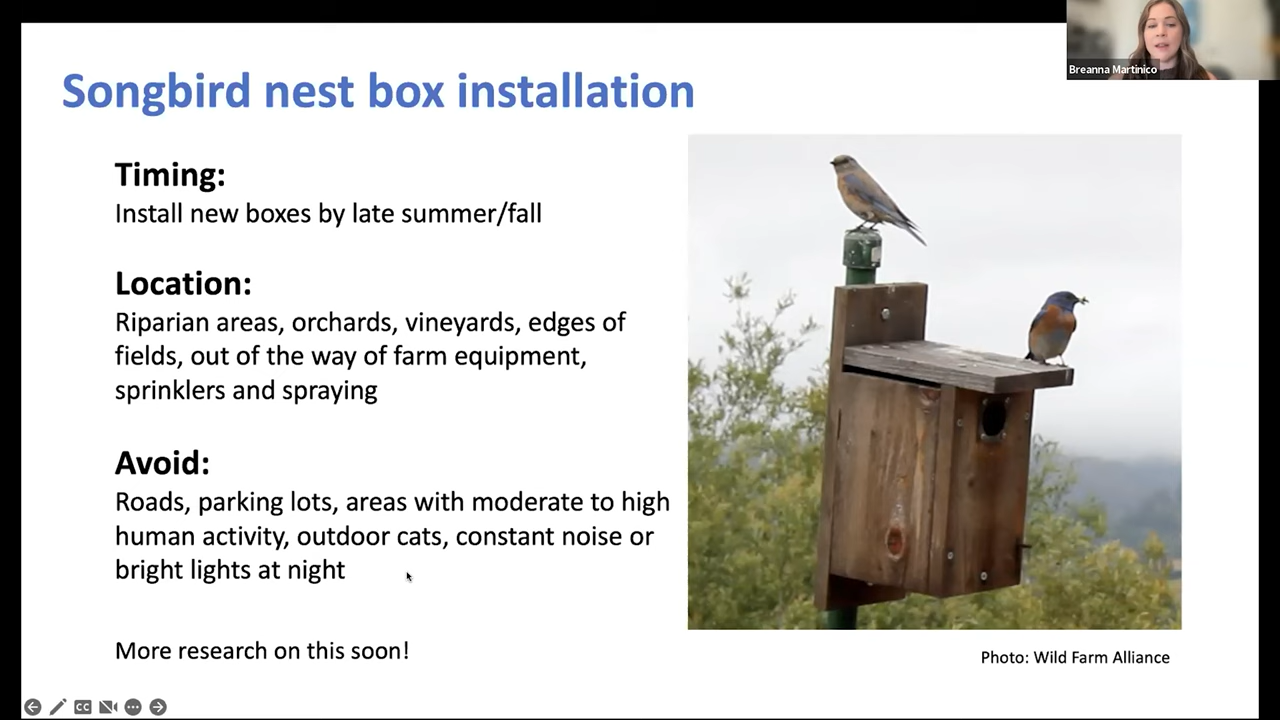 Breanna Martinico
Songbird nest box installation
Timing:
Install new boxes by late summer/fall
Location:
Riparian areas, orchards, vineyards, edges of
fields, out of the way of farm equipment,
sprinklers and spraying
Avoid:
Roads, parking lots, areas with moderate to high
human activity, outdoor cats, constant noise or
bright lights at night
More research on this soon!
Photo: Wild Farm Alliance
CC